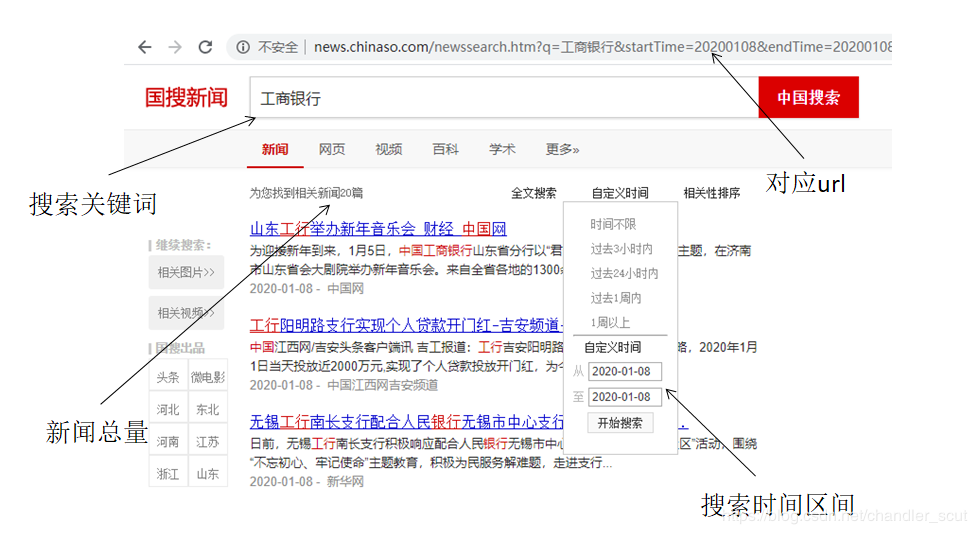 不安全 news.chinaso.com/newssearch.htm?q=工商银行&startTime=20200108&endTime=20200108
国搜新闻 工商银行 中国搜索
新闻 网页 视频 百科 学术 更多»
搜索关键词
对应url
为您找到相关新闻20篇 全文搜索 自定义时间 相关性排序
山东工行举办新年音乐会_财经_中国网
时间不限
为迎接新年到来，1月5日，中国工商银行山东省分行以“君 主题，在济南
过去3小时内
继续搜索：
市山东省会大剧院举办新年音乐会。来自全省各地的1300
过去24小时内
相关图片>>
2020-01-08 - 中国网
过去1周内
相关视频>>
工行阳明路支行实现个人贷款开门红-吉安频道-
1周以上
国搜出品
中国江西网/吉安头条客户端讯 吉工报道：工行吉安阳明路 路，2020年1月
自定义时间
1日当天投放近2000万元,实现了个人贷款投放开门红，为
从 2020-01-08
头条 微电影
2020-01-08 - 中国江西网吉安频道
至 2020-01-08
河北 东北
无锡工行南长支行配合人民银行无锡市中心支行
开始搜索
新闻总量
河南 江苏
日前，无锡工行南长支行积极响应配合人民银行无锡市中 区”活动，围绕
“不忘初心、牢记使命”主题教育，积极为民服务解难题，走进支行...
浙江 山东
2020-01-08 - 新华网
搜索时间区间
https://blog.csdn.net/chandler_scut